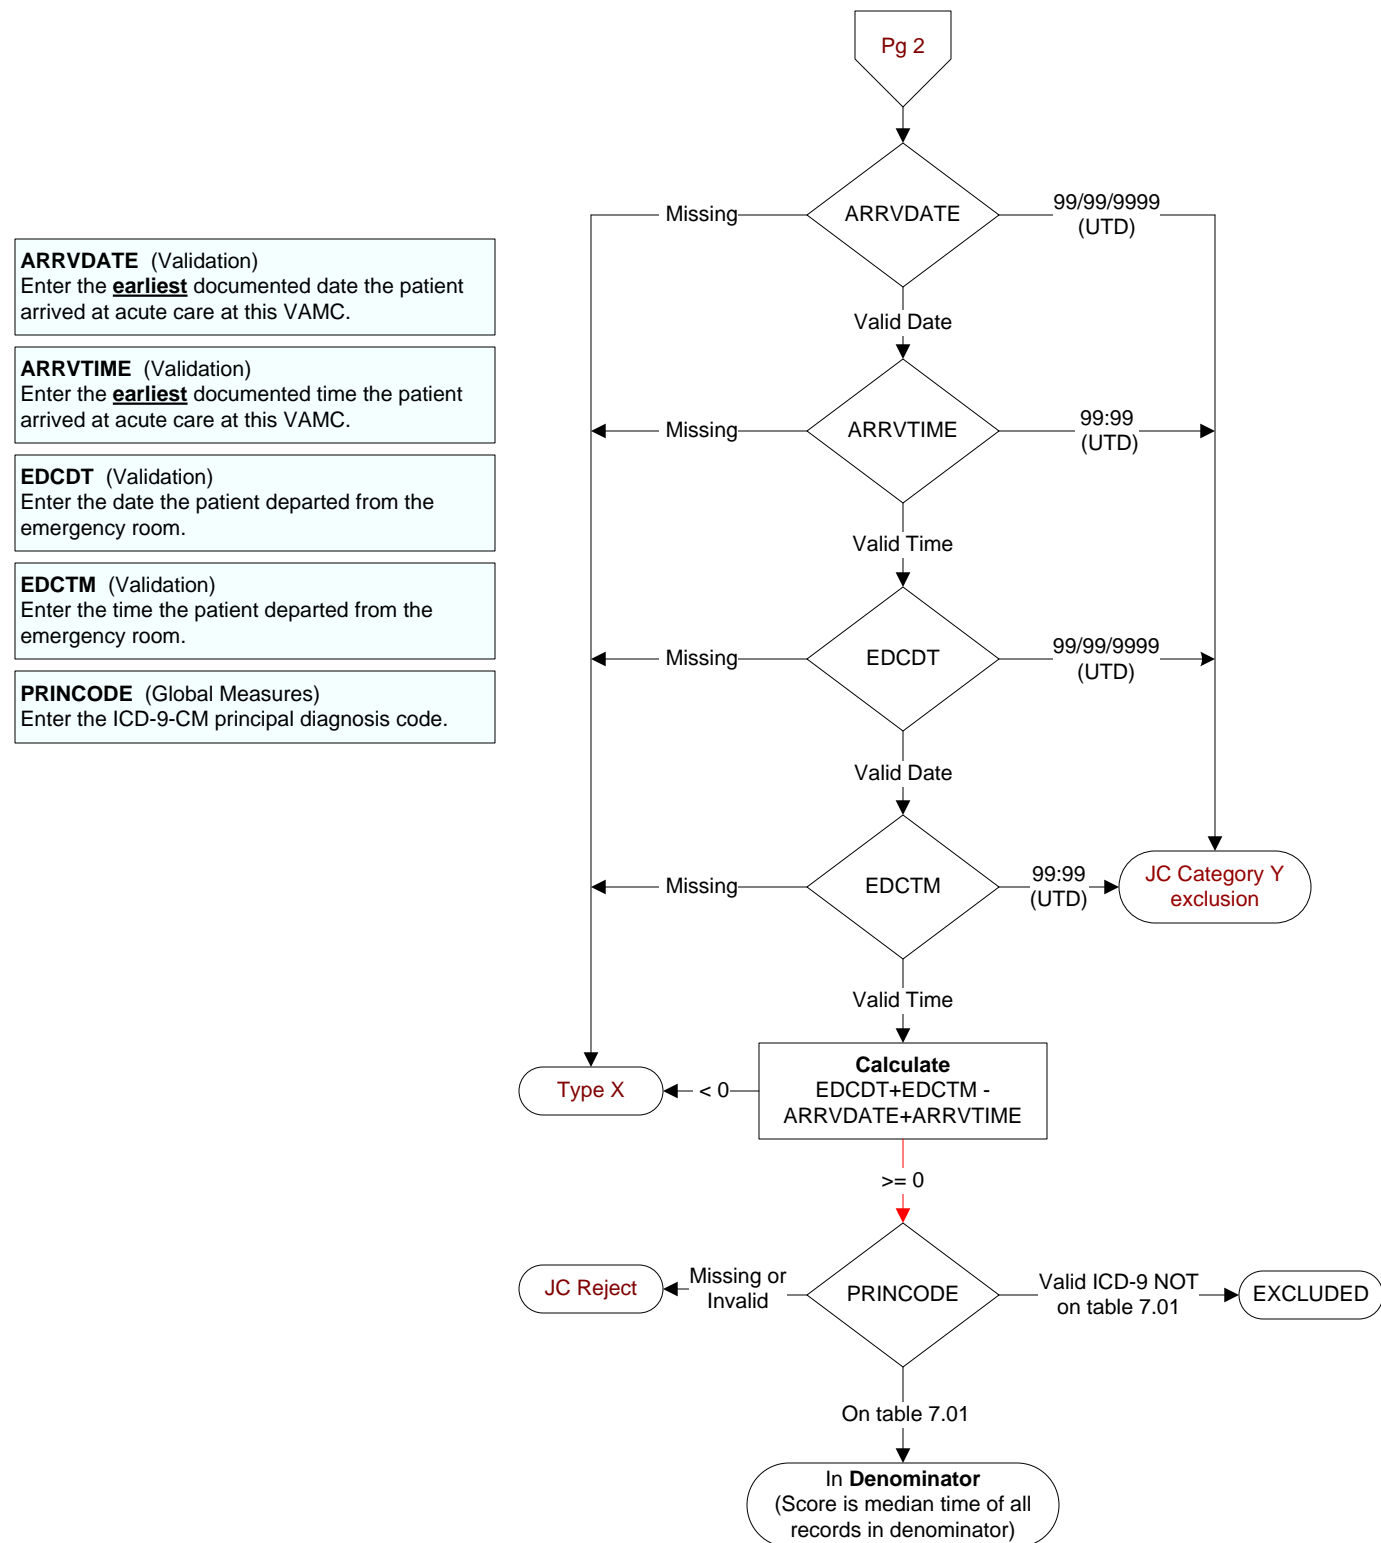 Pg 2
ARRVDATE
Missing
99/99/9999
(UTD)
ARRVDATE (Validation)
Enter the earliest documented date the patient
arrived at acute care at this VAMC.
Valid Date
ARRVTIME (Validation)
Enter the earliest documented time the patient
arrived at acute care at this VAMC.
ARRVTIME
Missing
99:99
(UTD)
EDCDT (Validation)
Enter the date the patient departed from the
emergency room.
Valid Time
EDCTM (Validation)
Enter the time the patient departed from the
emergency room.
EDCDT
Missing
99/99/9999
(UTD)
PRINCODE (Global Measures)
Enter the ICD-9-CM principal diagnosis code.
Valid Date
EDCTM
Missing
99:99
(UTD)
JC Category Y
exclusion
Valid Time
Calculate
EDCDT+EDCTM -
ARRVDATE+ARRVTIME
< 0
Type X
>= 0
PRINCODE
Missing or
Invalid
JC Reject
Valid ICD-9 NOT
on table 7.01
EXCLUDED
On table 7.01
In Denominator
(Score is median time of all
records in denominator)